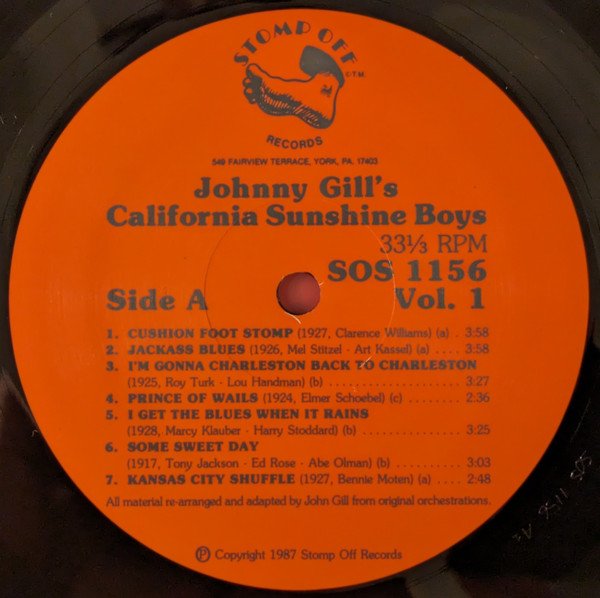 STOMP OFF
©T.M.
RECORDS
549 FAIRVIEW TERRACE, YORK, PA. 17403
Johnny Gill's
California Sunshine Boys
33⅓ RPM
SOS 1156
Side A Vol. 1
1. CUSHION FOOT STOMP (1927, Clarence Williams) (a) . 3:58
2. JACKASS BLUES (1926, Mel Stitzel - Art Kassel) (a) .... 3:58
3. I'M GONNA CHARLESTON BACK TO CHARLESTON
(1925, Roy Turk - Lou Handman) (b) .................... 3:27
4. PRINCE OF WAILS (1924, Elmer Schoebel) (c) ........ 2:36
5. I GET THE BLUES WHEN IT RAINS
(1928, Marcy Klauber - Harry Stoddard) (b) .............. 3:25
6. SOME SWEET DAY
(1917, Tony Jackson - Ed Rose - Abe Olman) (b) ......... 3:03
7. KANSAS CITY SHUFFLE (1927, Bennie Moten) (a) .... 2:48
All material re-arranged and adapted by John Gill from original orchestrations.
℗ Copyright 1987 Stomp Off Records